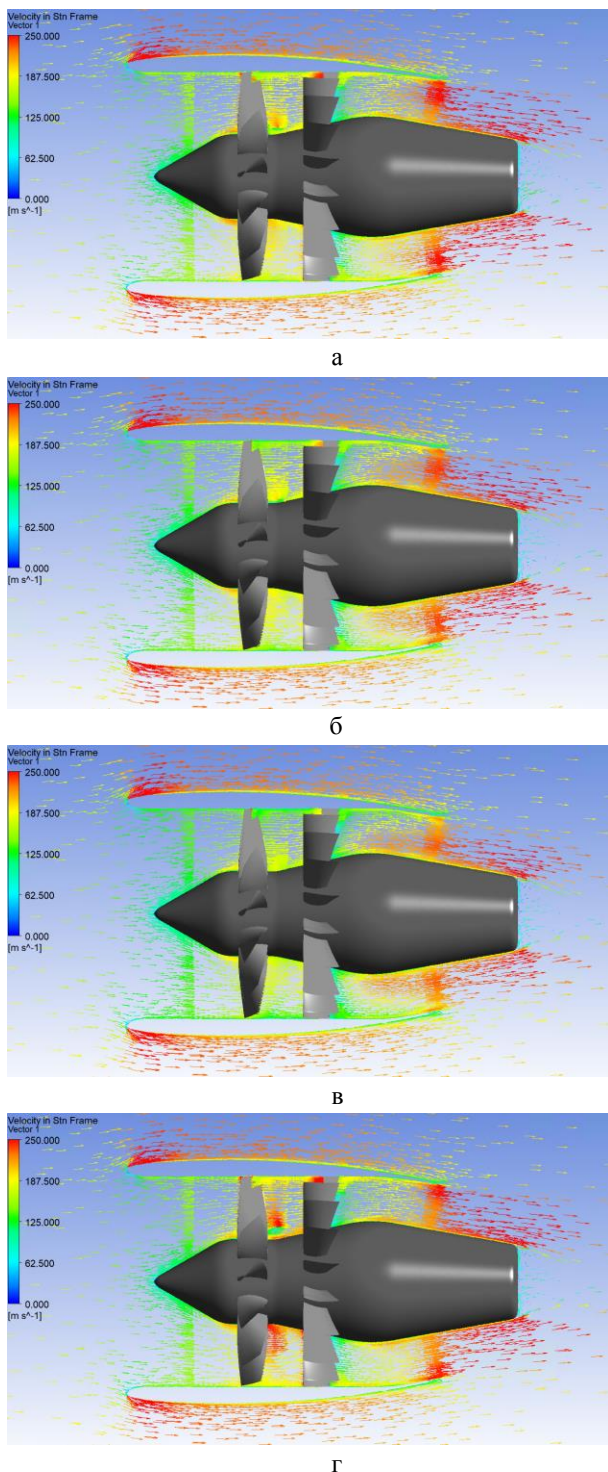 Velocity in Stn Frame
Vector 1
250.000
187.500
125.000
62.500
0.000
[m s^-1]
а
Velocity in Stn Frame
Vector 1
250.000
187.500
125.000
62.500
0.000
[m s^-1]
б
Velocity in Stn Frame
Vector 1
250.000
187.500
125.000
62.500
0.000
[m s^-1]
в
Velocity in Stn Frame
Vector 1
250.000
187.500
125.000
62.500
0.000
[m s^-1]
г